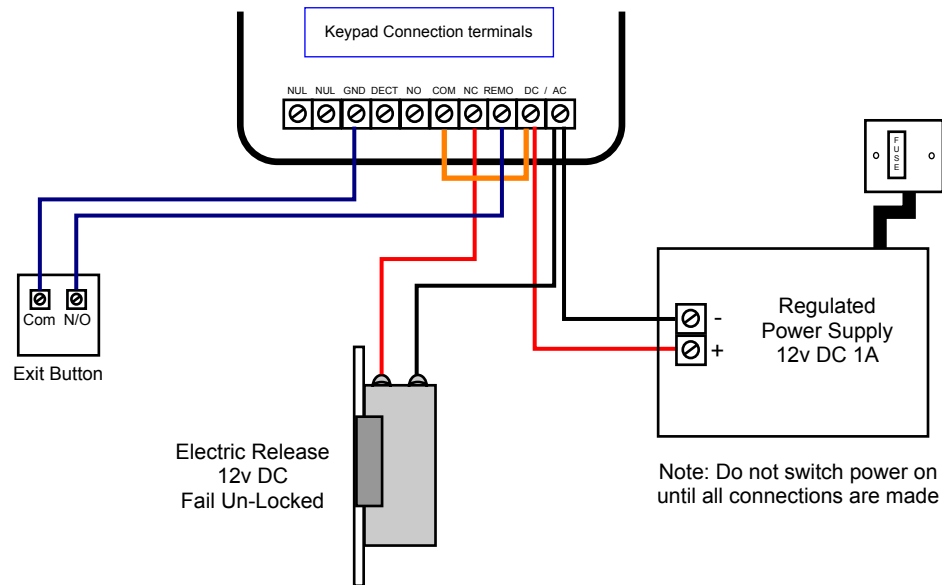 Keypad Connection terminals
NUL NUL GND DECT NO COM NC REMO DC / AC
F
U
S
E
Com N/O
Exit Button
-
+
Regulated
Power Supply
12v DC 1A
Electric Release
12v DC
Fail Un-Locked
Note: Do not switch power on
until all connections are made